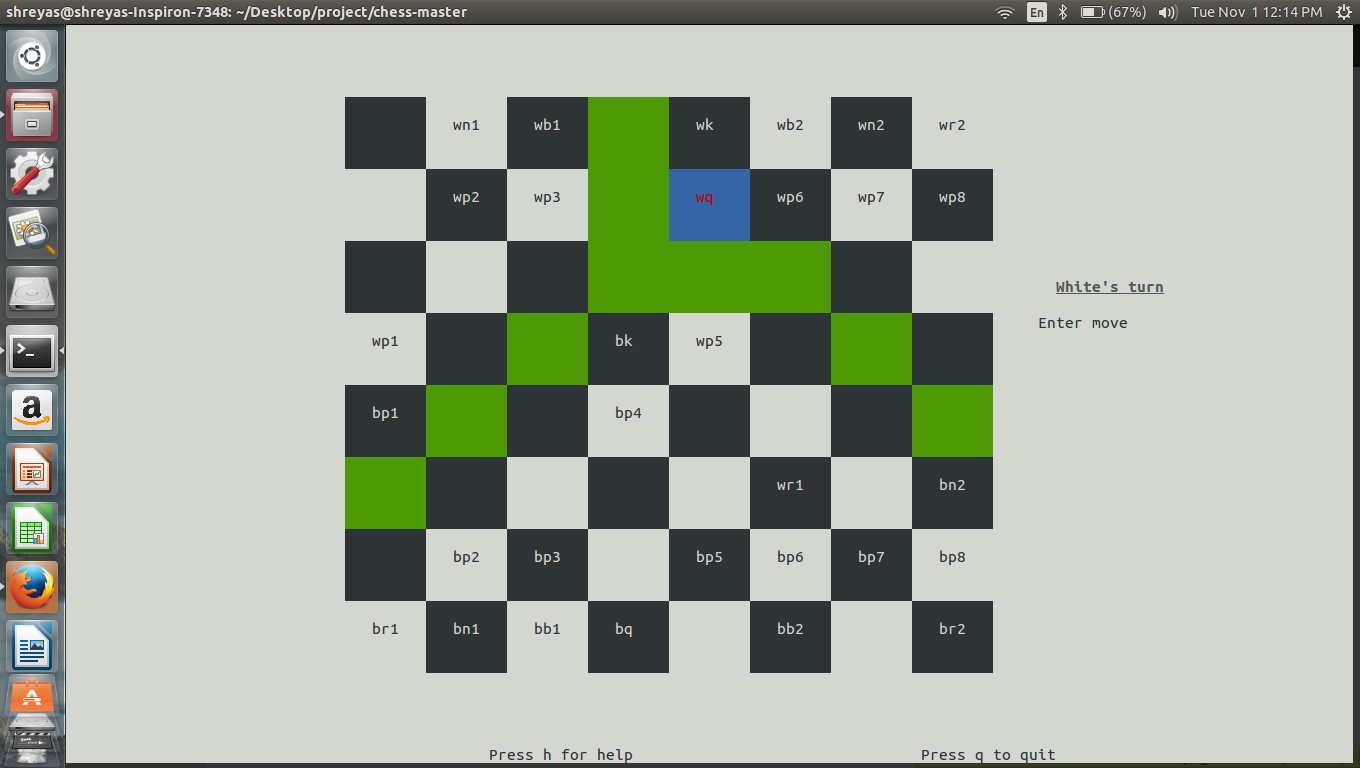 shreyas@shreyas-Inspiron-7348: ~/Desktop/project/chess-master En (67%) Tue Nov 1 12:14 PM
wn1 wb1 wk wb2 wn2 wr2
wp2 wp3 wq wp6 wp7 wp8
White's turn
Enter move
wp1 bk wp5
bp1 bp4
wr1 bn2
bp2 bp3 bp5 bp6 bp7 bp8
br1 bn1 bb1 bq bb2 br2
Press h for help Press q to quit